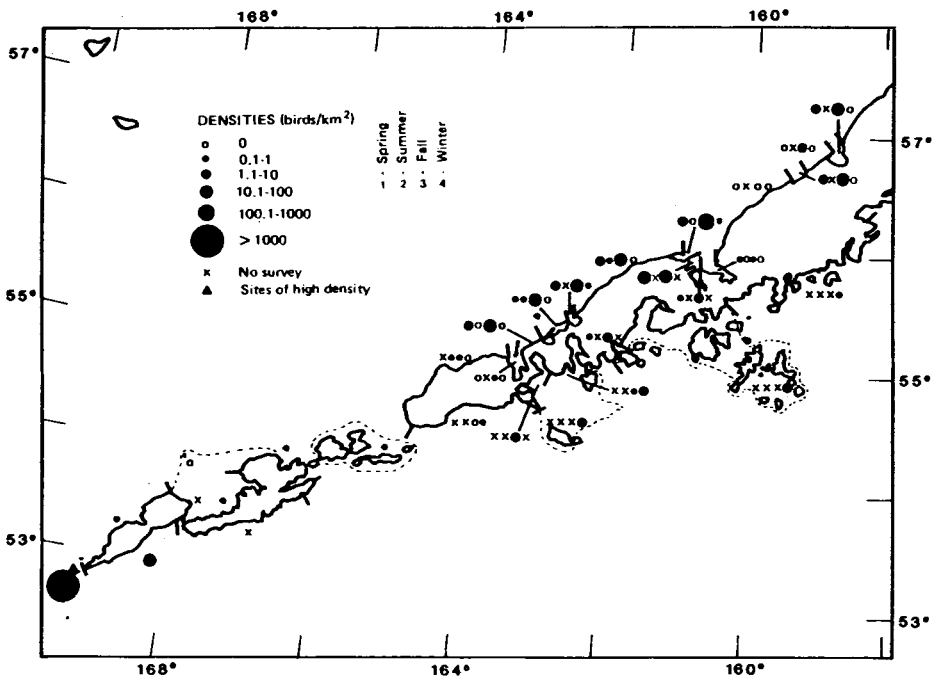 168°
164°
160°
57°
DENSITIES (birds/km²)
o 0
0.1-1
1.1-10
10.1-100
100.1-1000
> 1000
x No survey
Sites of high density
1 - Spring
2 - Summer
3 - Fall
4 - Winter
57°
55°
55°
53°
53°
168°
164°
160°